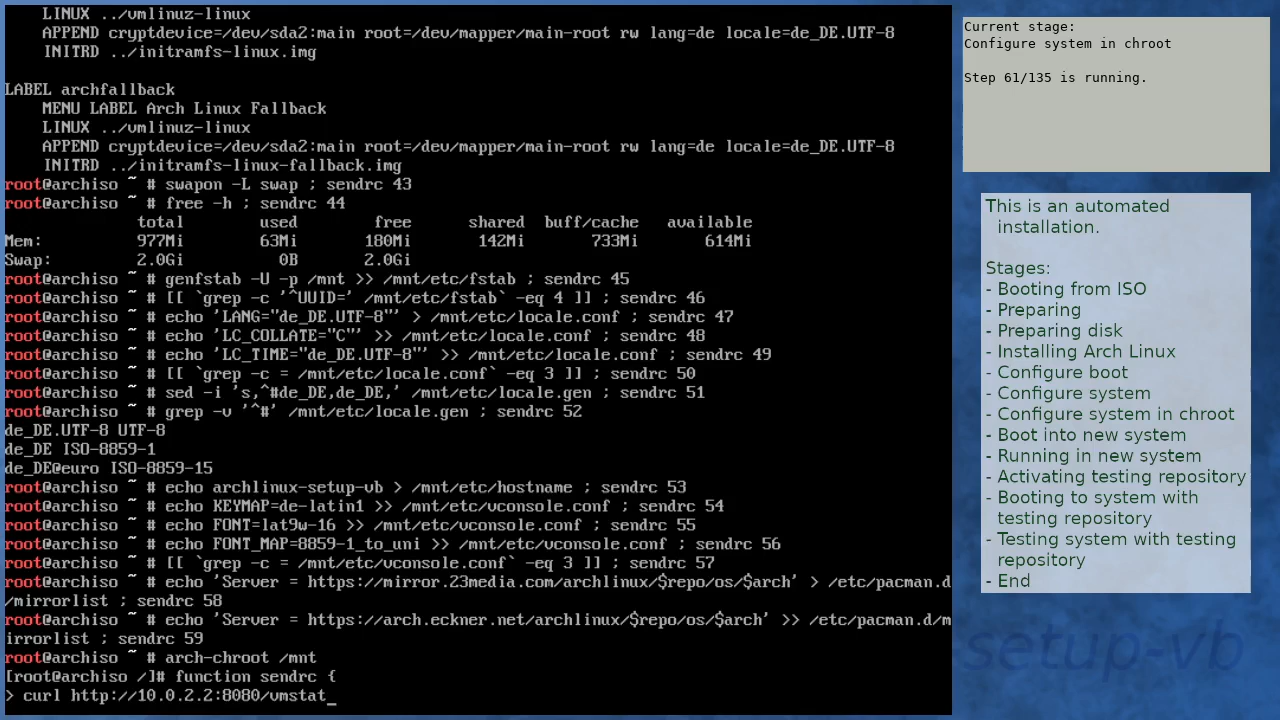 LINUX ../vmlinuz-linux
APPEND cryptdevice=/dev/sda2:main root=/dev/mapper/main-root rw lang=de locale=de_DE.UTF-8
INITRD ../initramfs-linux.img
LABEL archfallback
MENU LABEL Arch Linux Fallback
LINUX ../vmlinuz-linux
APPEND cryptdevice=/dev/sda2:main root=/dev/mapper/main-root rw lang=de locale=de_DE.UTF-8
INITRD ../initramfs-linux-fallback.img
root@archiso ~ # swapon -L swap ; sendrc 43
root@archiso ~ # free -h ; sendrc 44
total used free shared buff/cache available
Mem: 977Mi 63Mi 180Mi 142Mi 733Mi 614Mi
Swap: 2.0Gi 0B 2.0Gi
root@archiso ~ # genfstab -U -p /mnt >> /mnt/etc/fstab ; sendrc 45
root@archiso ~ # [[ `grep -c '^UUID=' /mnt/etc/fstab` -eq 4 ]] ; sendrc 46
root@archiso ~ # echo 'LANG="de_DE.UTF-8"' > /mnt/etc/locale.conf ; sendrc 47
root@archiso ~ # echo 'LC_COLLATE="C"' >> /mnt/etc/locale.conf ; sendrc 48
root@archiso ~ # echo 'LC_TIME="de_DE.UTF-8"' >> /mnt/etc/locale.conf ; sendrc 49
root@archiso ~ # [[ `grep -c = /mnt/etc/locale.conf` -eq 3 ]] ; sendrc 50
root@archiso ~ # sed -i 's,^#de_DE,de_DE,' /mnt/etc/locale.gen ; sendrc 51
root@archiso ~ # grep -v '^#' /mnt/etc/locale.gen ; sendrc 52
de_DE.UTF-8 UTF-8
de_DE ISO-8859-1
de_DE@euro ISO-8859-15
root@archiso ~ # echo archlinux-setup-vb > /mnt/etc/hostname ; sendrc 53
root@archiso ~ # echo KEYMAP=de-latin1 >> /mnt/etc/vconsole.conf ; sendrc 54
root@archiso ~ # echo FONT=lat9w-16 >> /mnt/etc/vconsole.conf ; sendrc 55
root@archiso ~ # echo FONT_MAP=8859-1_to_uni >> /mnt/etc/vconsole.conf ; sendrc 56
root@archiso ~ # [[ `grep -c = /mnt/etc/vconsole.conf` -eq 3 ]] ; sendrc 57
root@archiso ~ # echo 'Server = https://mirror.23media.com/archlinux/$repo/os/$arch' > /etc/pacman.d
/mirrorlist ; sendrc 58
root@archiso ~ # echo 'Server = https://arch.eckner.net/archlinux/$repo/os/$arch' >> /etc/pacman.d/m
irrorlist ; sendrc 59
root@archiso ~ # arch-chroot /mnt
[root@archiso /]# function sendrc {
> curl http://10.0.2.2:8080/vmstat_
Current stage:
Configure system in chroot
Step 61/135 is running.
This is an automated
installation.
Stages:
- Booting from ISO
- Preparing
- Preparing disk
- Installing Arch Linux
- Configure boot
- Configure system
- Configure system in chroot
- Boot into new system
- Running in new system
- Activating testing repository
- Booting to system with
testing repository
- Testing system with testing
repository
- End
setup-vb